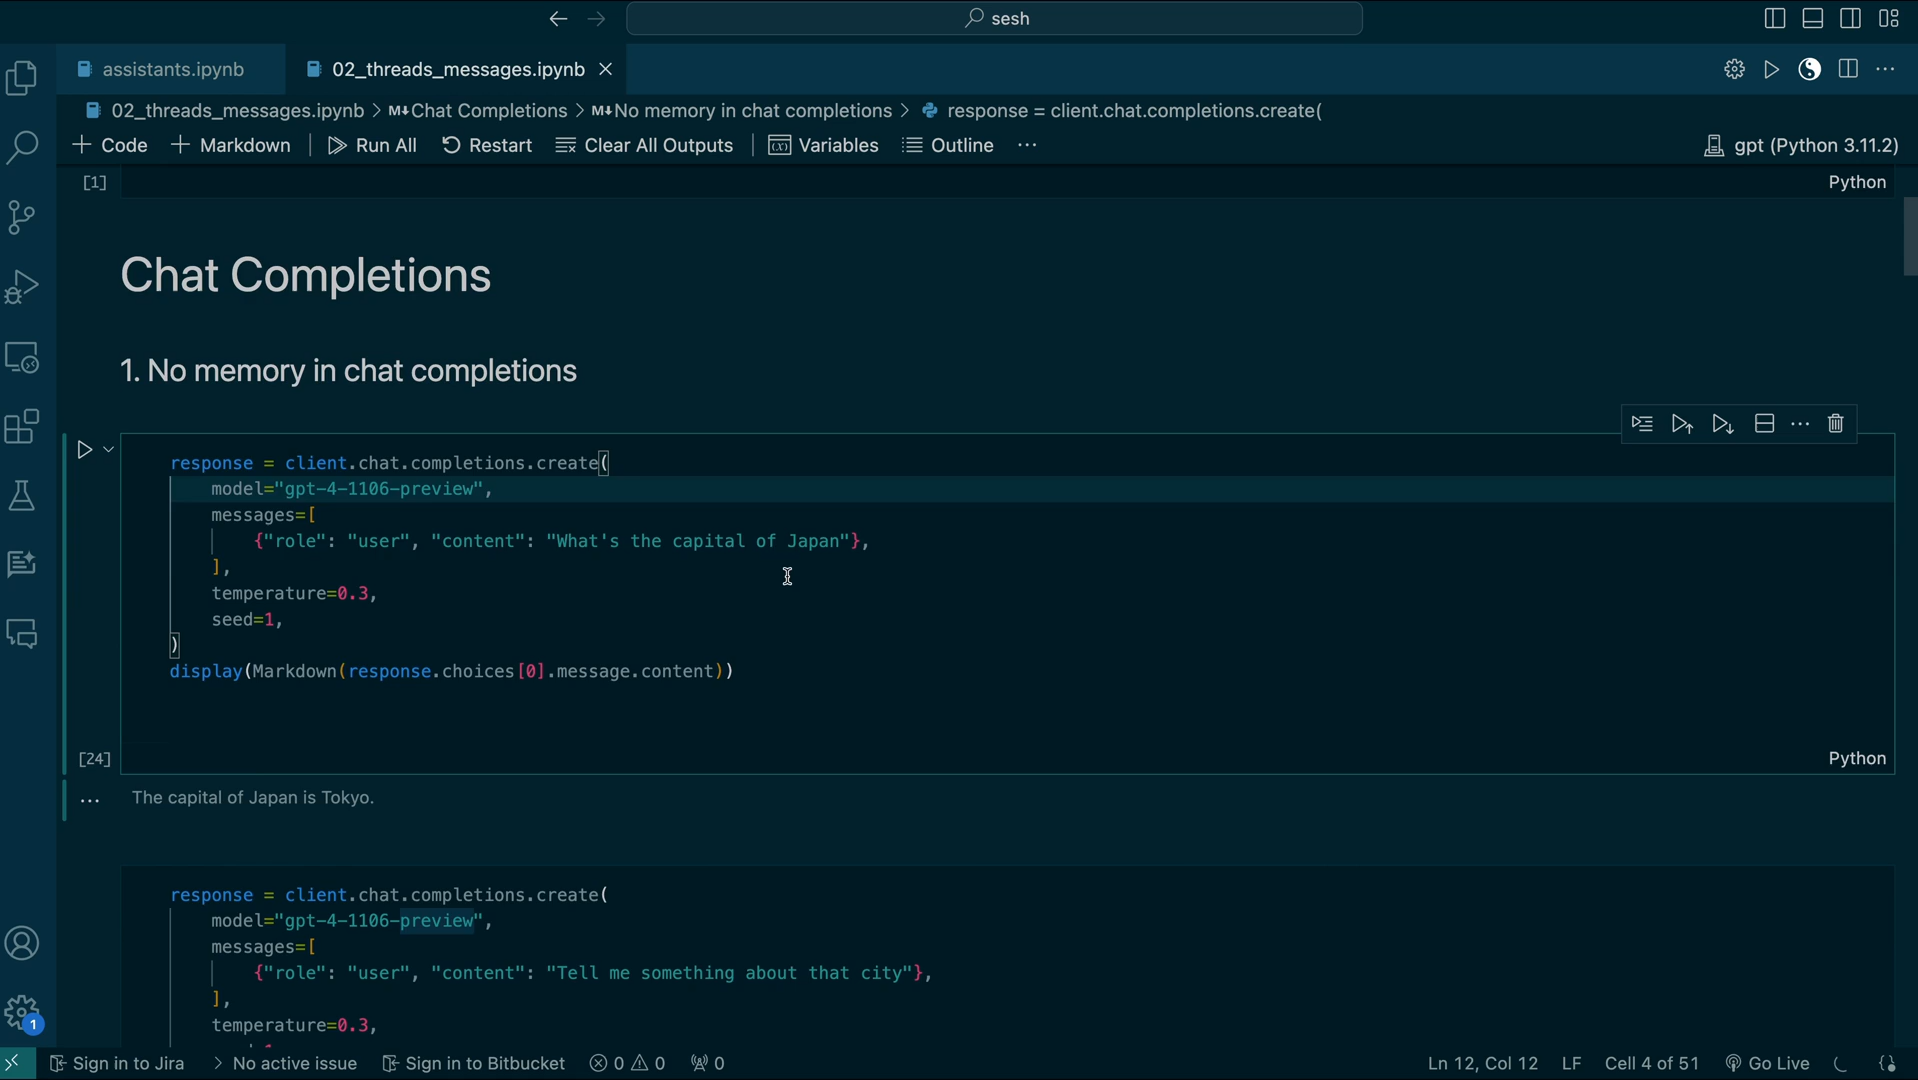 sesh
assistants.ipynb
02_threads_messages.ipynb
02_threads_messages.ipynb > M↓Chat Completions > M↓No memory in chat completions > response = client.chat.completions.create(
+ Code + Markdown Run All Restart Clear All Outputs Variables Outline ... gpt (Python 3.11.2)
[1] Python
Chat Completions
1. No memory in chat completions
response = client.chat.completions.create(
model="gpt-4-1106-preview",
messages=[
{"role": "user", "content": "What's the capital of Japan"},
],
temperature=0.3,
seed=1,
)
display(Markdown(response.choices[0].message.content))
[24] Python
... The capital of Japan is Tokyo.
response = client.chat.completions.create(
model="gpt-4-1106-preview",
messages=[
{"role": "user", "content": "Tell me something about that city"},
],
temperature=0.3,
1
Sign in to Jira > No active issue Sign in to Bitbucket 0 0 0 Ln 12, Col 12 LF Cell 4 of 51 Go Live